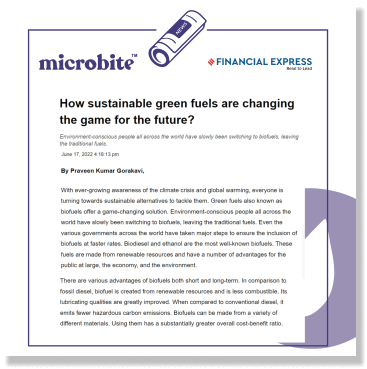 NEWS
microbite™
FINANCIAL EXPRESS
Read to Lead
How sustainable green fuels are changing
the game for the future?
Environment-conscious people all across the world have slowly been switching to biofuels, leaving
the traditional fuels.
June 17, 2022 4:16:13 pm
By Praveen Kumar Gorakavi,
With ever-growing awareness of the climate crisis and global warming, everyone is
turning towards sustainable alternatives to tackle them. Green fuels also known as
biofuels offer a game-changing solution. Environment-conscious people all across the
world have slowly been switching to biofuels, leaving the traditional fuels. Even the
various governments across the world have taken major steps to ensure the inclusion of
biofuels at faster rates. Biodiesel and ethanol are the most well-known biofuels. These
fuels are made from renewable resources and have a number of advantages for the
public at large, the economy, and the environment.
There are various advantages of biofuels both short and long-term. In comparison to
fossil diesel, biofuel is created from renewable resources and is less combustible. Its
lubricating qualities are greatly improved. When compared to conventional diesel, it
emits fewer hazardous carbon emissions. Biofuels can be made from a variety of
different materials. Using them has a substantially greater overall cost-benefit ratio.